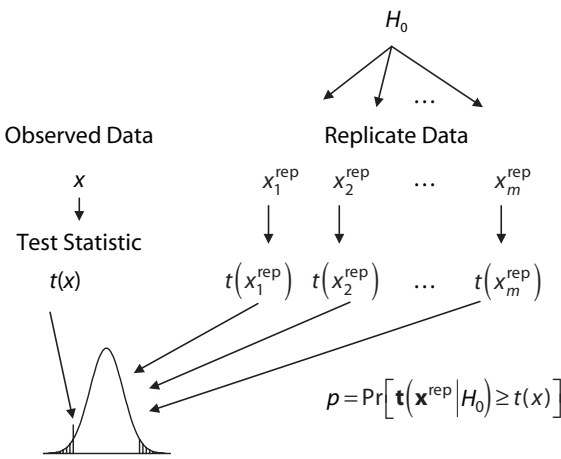 H₀
…
Observed Data
Replicate Data
x
x₁ʳᵉᵖ x₂ʳᵉᵖ … xₘʳᵉᵖ
Test Statistic
t(x)
t(x₁ʳᵉᵖ) t(x₂ʳᵉᵖ) … t(xₘʳᵉᵖ)
p = Pr[t(xʳᵉᵖ|H₀) ≥ t(x)]